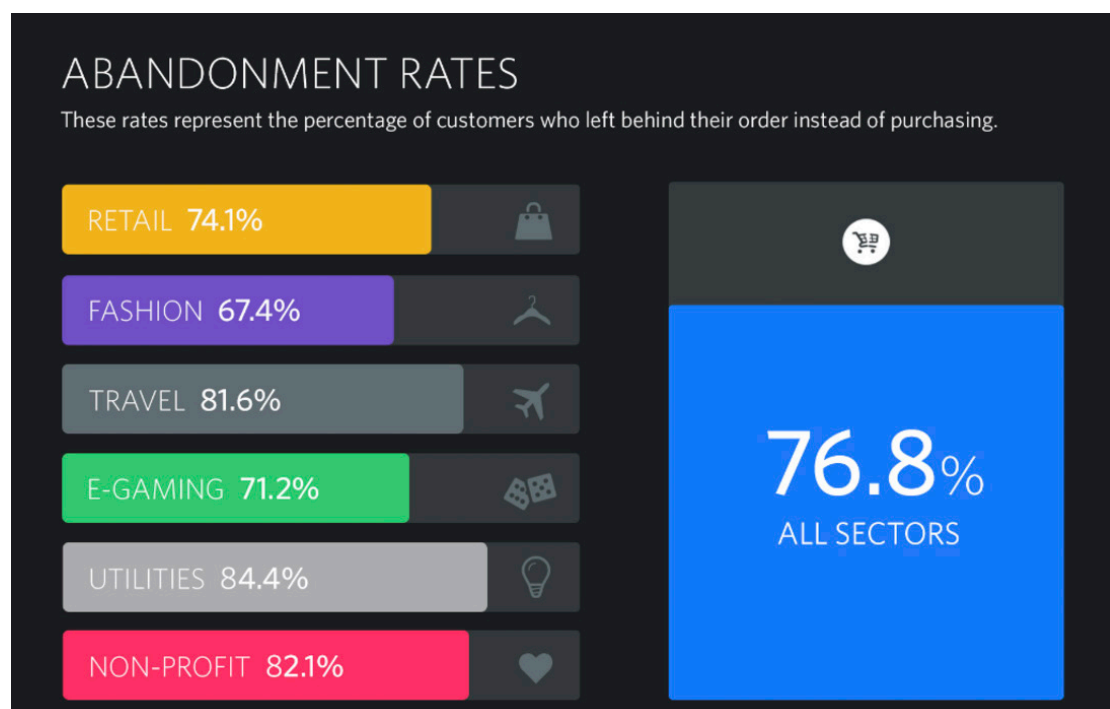 ABANDONMENT RATES
These rates represent the percentage of customers who left behind their order instead of purchasing.
RETAIL 74.1%
FASHION 67.4%
TRAVEL 81.6%
E-GAMING 71.2%
UTILITIES 84.4%
NON-PROFIT 82.1%
76.8%
ALL SECTORS